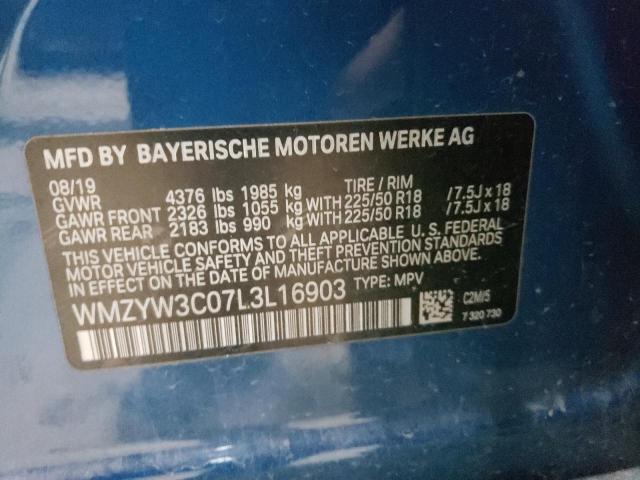 MFD BY BAYERISCHE MOTOREN WERKE AG
08/19 TIRE / RIM
GVWR 4376 lbs 1985 kg
GAWR FRONT 2326 lbs 1055 kg WITH 225/50 R18 /7.5J x 18
GAWR REAR 2183 lbs 990 kg WITH 225/50 R18 /7.5J x 18
THIS VEHICLE CONFORMS TO ALL APPLICABLE U. S. FEDERAL
MOTOR VEHICLE SAFETY AND THEFT PREVENTION STANDARDS
IN EFFECT ON THE DATE OF MANUFACTURE SHOWN ABOVE.
WMZYW3C07L3L16903 TYPE: MPV
C2M/5
7 320 730